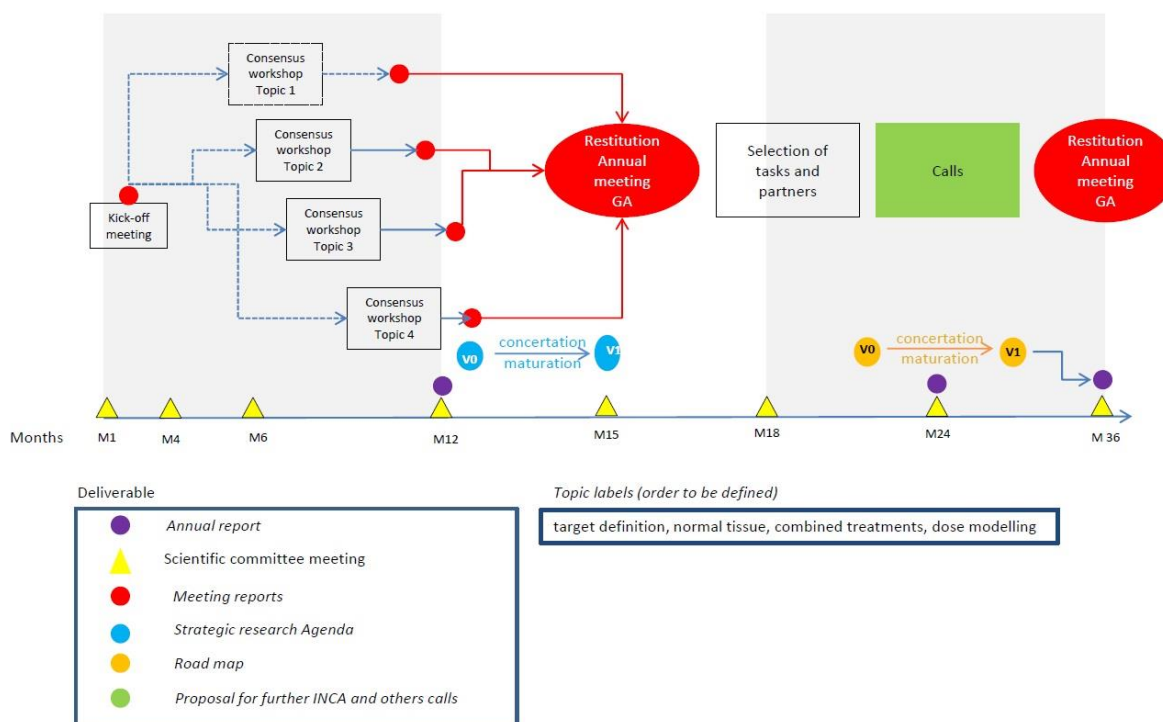 Consensus
workshop
Topic 1
Consensus
workshop
Topic 2
Kick-off
meeting
Consensus
workshop
Topic 3
Consensus
workshop
Topic 4
Restitution
Annual
meeting
GA
Selection of
tasks and
partners
Calls
Restitution
Annual
meeting
GA
V0
concertation
maturation
V1
V0
concertation
maturation
V1
Months
M1
M4
M6
M12
M15
M18
M24
M 36
Deliverable
Annual report
Scientific committee meeting
Meeting reports
Strategic research Agenda
Road map
Proposal for further INCA and others calls
Topic labels (order to be defined)
target definition, normal tissue, combined treatments, dose modelling